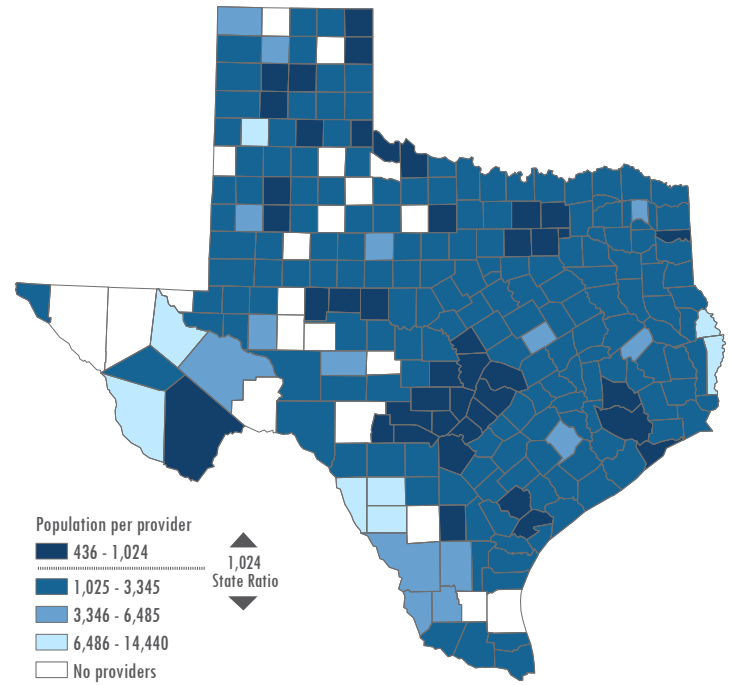 Population per provider
436 - 1,024
1,024
State Ratio
1,025 - 3,345
3,346 - 6,485
6,486 - 14,440
No providers